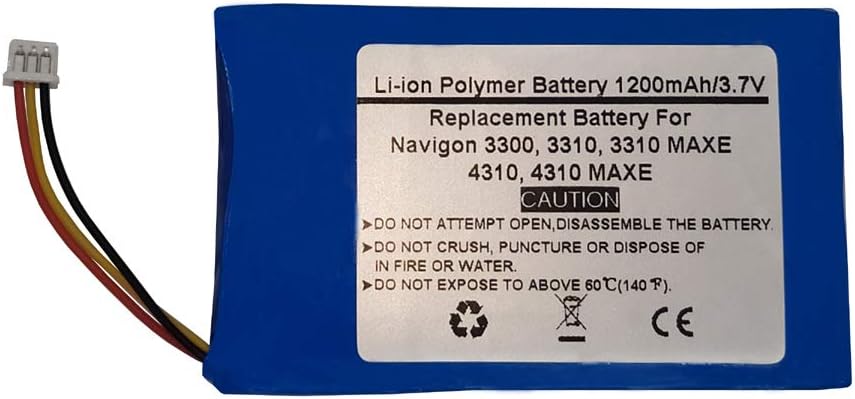 Li-ion Polymer Battery 1200mAh/3.7V
Replacement Battery For
Navigon 3300, 3310, 3310 MAXE
4310, 4310 MAXE
CAUTION
➤DO NOT ATTEMPT OPEN,DISASSEMBLE THE BATTERY.
➤DO NOT CRUSH, PUNCTURE OR DISPOSE OF
IN FIRE OR WATER.
➤DO NOT EXPOSE TO ABOVE 60℃(140℉).
CE